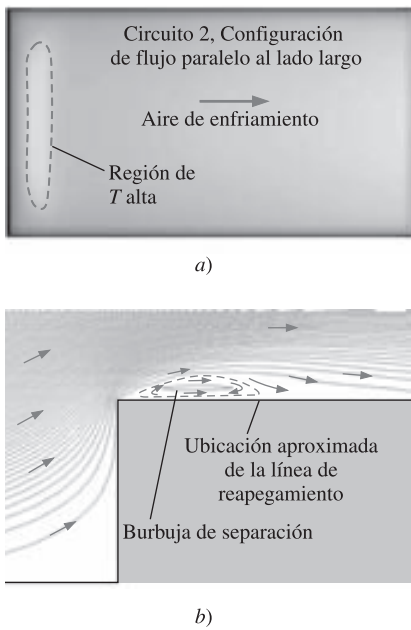 Circuito 2, Configuración
de flujo paralelo al lado largo
Aire de enfriamiento
Región de
T alta
a)
Ubicación aproximada
de la línea de
reapegamiento
Burbuja de separación
b)